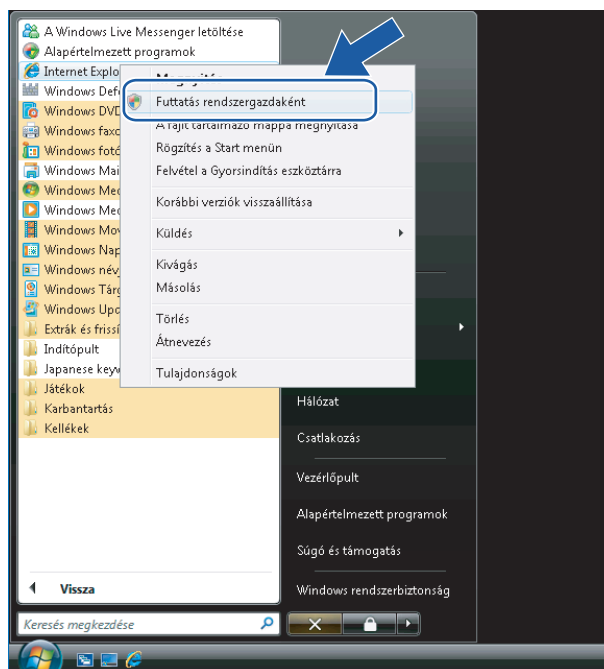 A Windows Live Messenger letöltése
Alapértelmezett programok
Internet Explo
Windows Def
Windows DVD
Windows faxo
Windows fotó
Windows Mai
Windows Med
Windows Med
Windows Mov
Windows Nap
Windows névj
Windows Tárg
Windows Upd
Extrák és frissí
Indítópult
Japanese keyw
Játékok
Karbantartás
Kellékek
Vissza
Keresés megkezdése
Futtatás rendszergazdaként
A fájlt tartalmazó mappa megnyitása
Rögzítés a Start menün
Felvétel a Gyorsindítás eszköztárra
Korábbi verziók visszaállítása
Küldés
Kivágás
Másolás
Törlés
Átnevezés
Tulajdonságok
Hálózat
Csatlakozás
Vezérlőpult
Alapértelmezett programok
Súgó és támogatás
Windows rendszerbiztonság